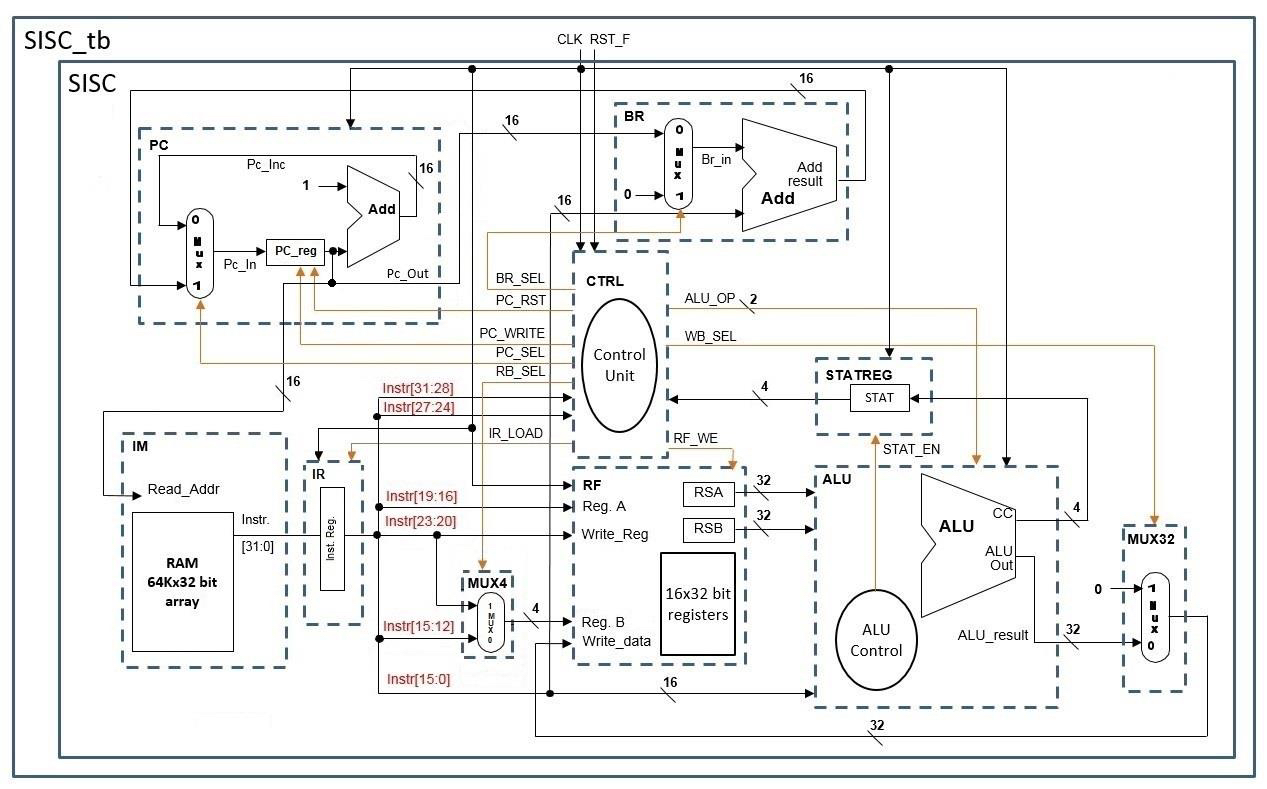 SISC_tb
CLK RST_F
SISC
16
PC
Pc_Inc
16
1
Add
0
Mux
1
Pc_In
PC_reg
Pc_Out
16
BR
0
Mux
1
0
Br_in
Add
result
Add
16
BR_SEL
PC_RST
PC_WRITE
PC_SEL
RB_SEL
CTRL
Control
Unit
ALU_OP
2
WB_SEL
16
Instr[31:28]
Instr[27:24]
IR_LOAD
4
STATREG
STAT
STAT_EN
RF_WE
IM
Read_Addr
Instr.
[31:0]
RAM
64Kx32 bit
array
IR
Inst. Reg.
Instr[19:16]
Instr[23:20]
Instr[15:12]
Instr[15:0]
MUX4
1
MUX
0
4
RF
Reg. A
Write_Reg
Reg. B
Write_data
RSA
RSB
16x32 bit
registers
32
32
16
ALU
ALU
CC
ALU
Out
ALU_result
ALU
Control
4
32
MUX32
0
1
Mux
0
32